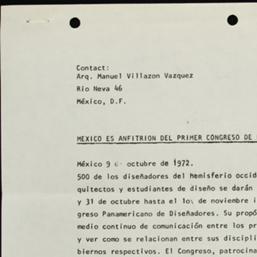 Contact:
Arq. Manuel Villazon Vazquez
Rio Neva 46
México, D.F.
MEXICO ES ANFITRION DEL PRIMER CONGRESO DE
México 9 de octubre de 1972.
500 de los diseñadores del hemisferio occid
quitectos y estudiantes de diseño se darán
y 31 de octubre hasta el 1o. de noviembre i
greso Panamericano de Diseñadores. Su propó
medio continuo de comunicación entre los pr
y ver como se relacionan entre sus discipli
biernos respectivos. El Congreso, patrocina